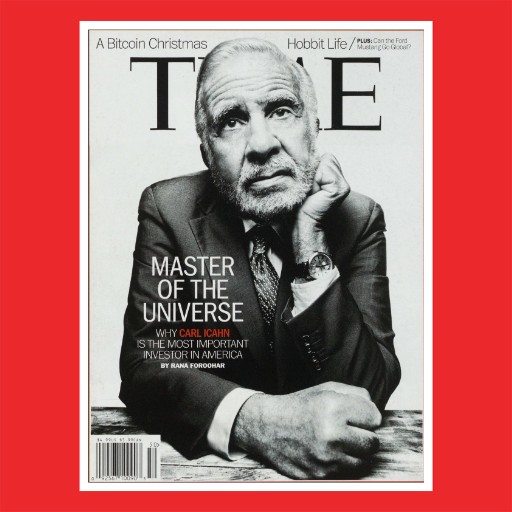 A Bitcoin Christmas
Hobbit Life / PLUS: Can the Ford
Mustang Go Global?
TIME
MASTER
OF THE
UNIVERSE
WHY CARL ICAHN
IS THE MOST IMPORTANT
INVESTOR IN AMERICA
BY RANA FOROOHAR